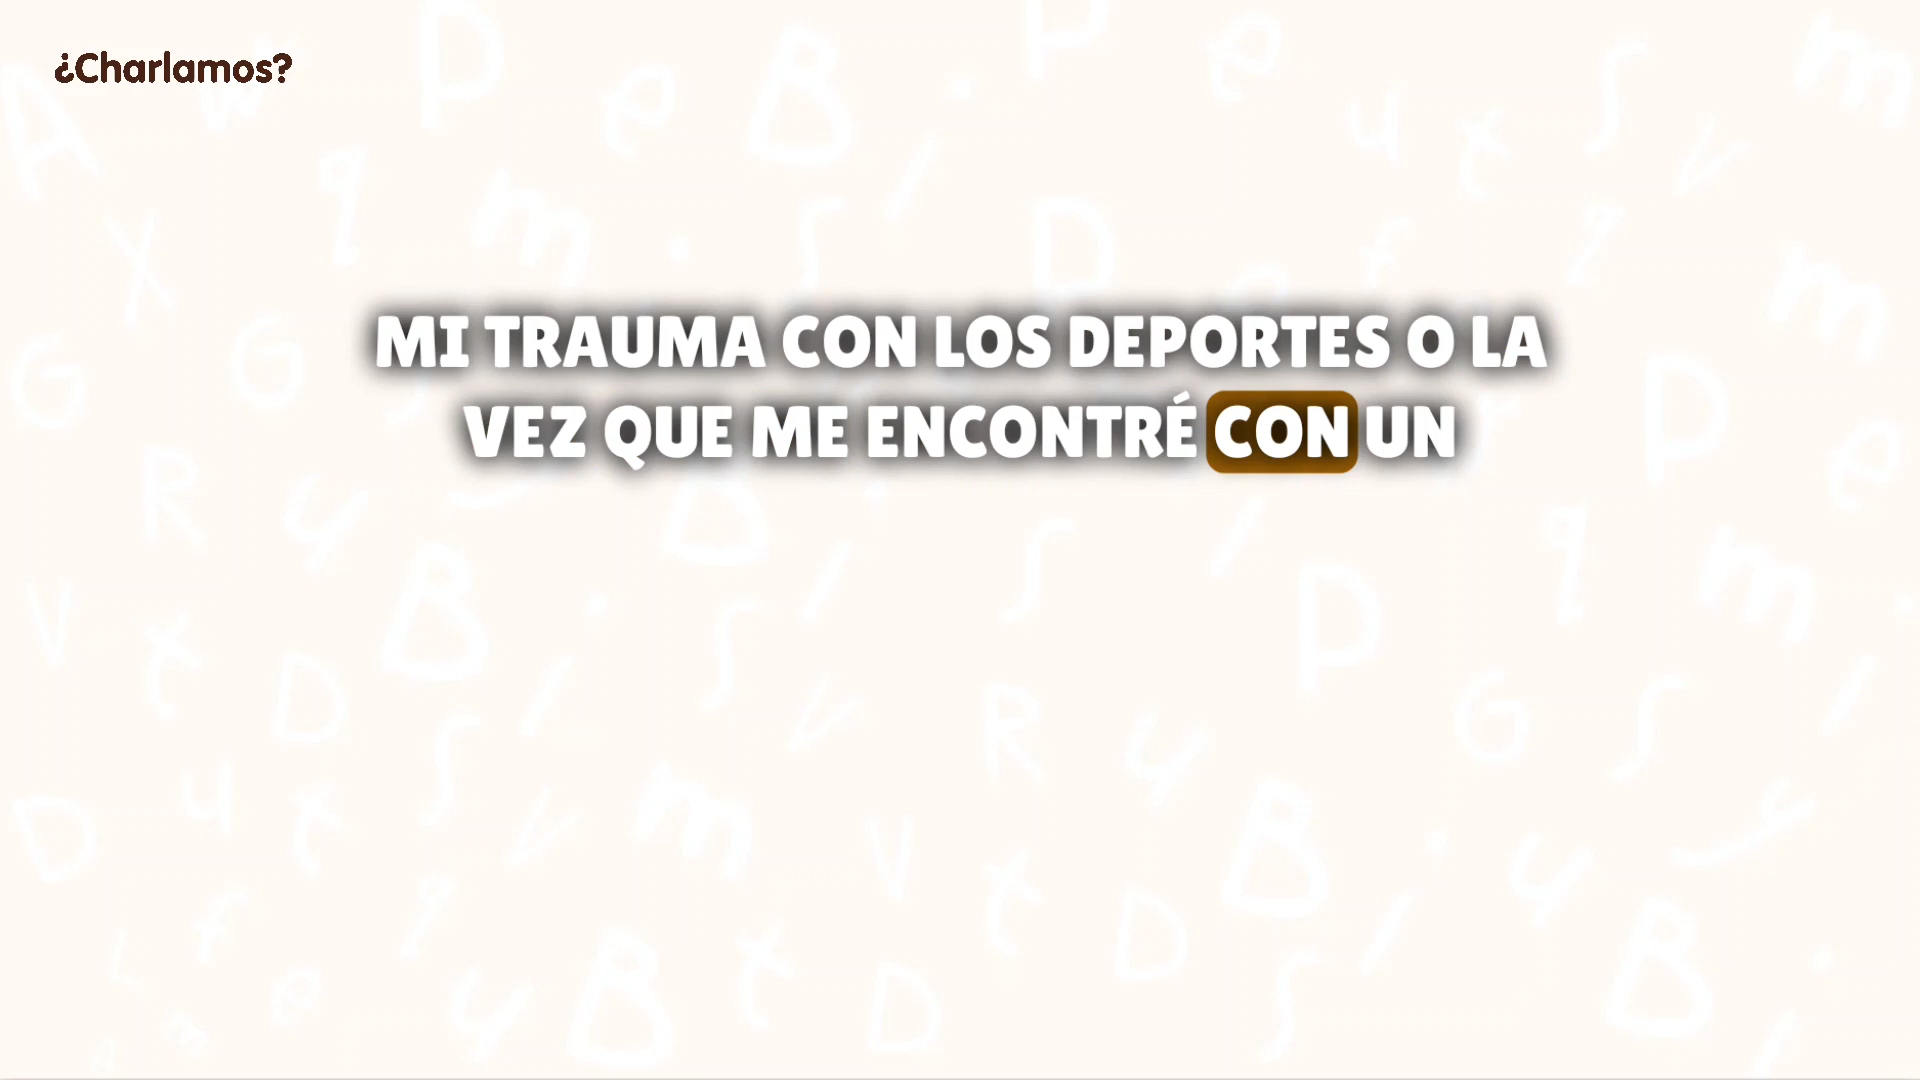 ¿Charlamos?
MI TRAUMA CON LOS DEPORTES O LA
VEZ QUE ME ENCONTRÉ CON UN